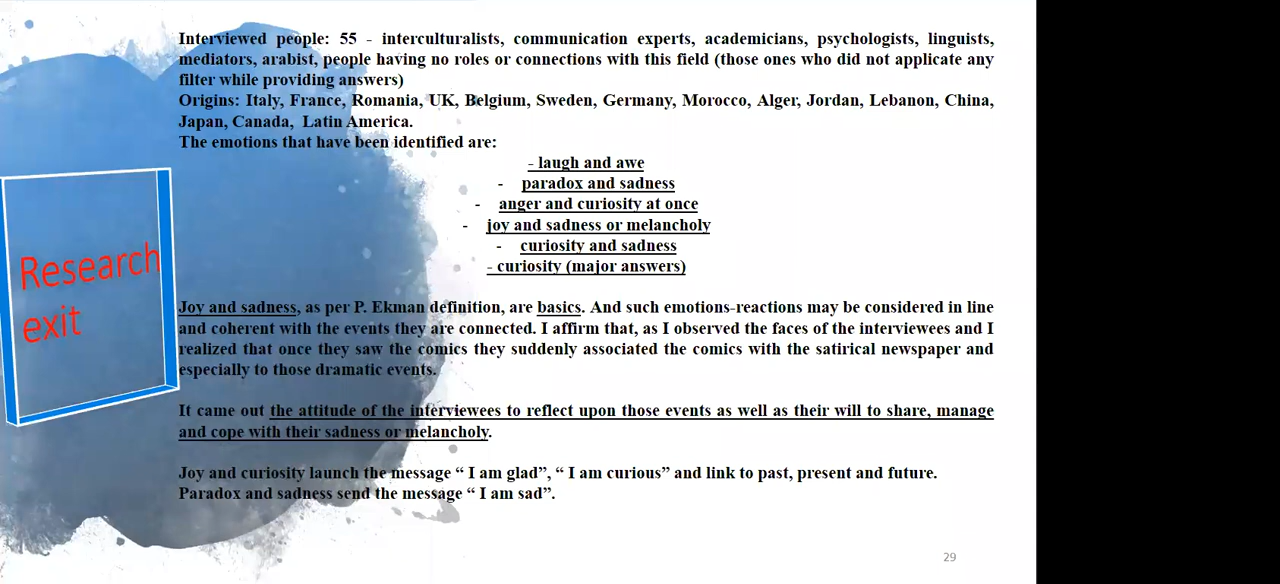 Interviewed people: 55 - interculturalists, communication experts, academicians, psychologists, linguists,
mediators, arabist, people having no roles or connections with this field (those ones who did not applicate any
filter while providing answers)
Origins: Italy, France, Romania, UK, Belgium, Sweden, Germany, Morocco, Alger, Jordan, Lebanon, China,
Japan, Canada, Latin America.
The emotions that have been identified are:
- laugh and awe
- paradox and sadness
- anger and curiosity at once
- joy and sadness or melancholy
- curiosity and sadness
- curiosity (major answers)
Research
exit
Joy and sadness, as per P. Ekman definition, are basics. And such emotions-reactions may be considered in line
and coherent with the events they are connected. I affirm that, as I observed the faces of the interviewees and I
realized that once they saw the comics they suddenly associated the comics with the satirical newspaper and
especially to those dramatic events.
It came out the attitude of the interviewees to reflect upon those events as well as their will to share, manage
and cope with their sadness or melancholy.
Joy and curiosity launch the message “ I am glad”, “ I am curious” and link to past, present and future.
Paradox and sadness send the message “ I am sad”.
29